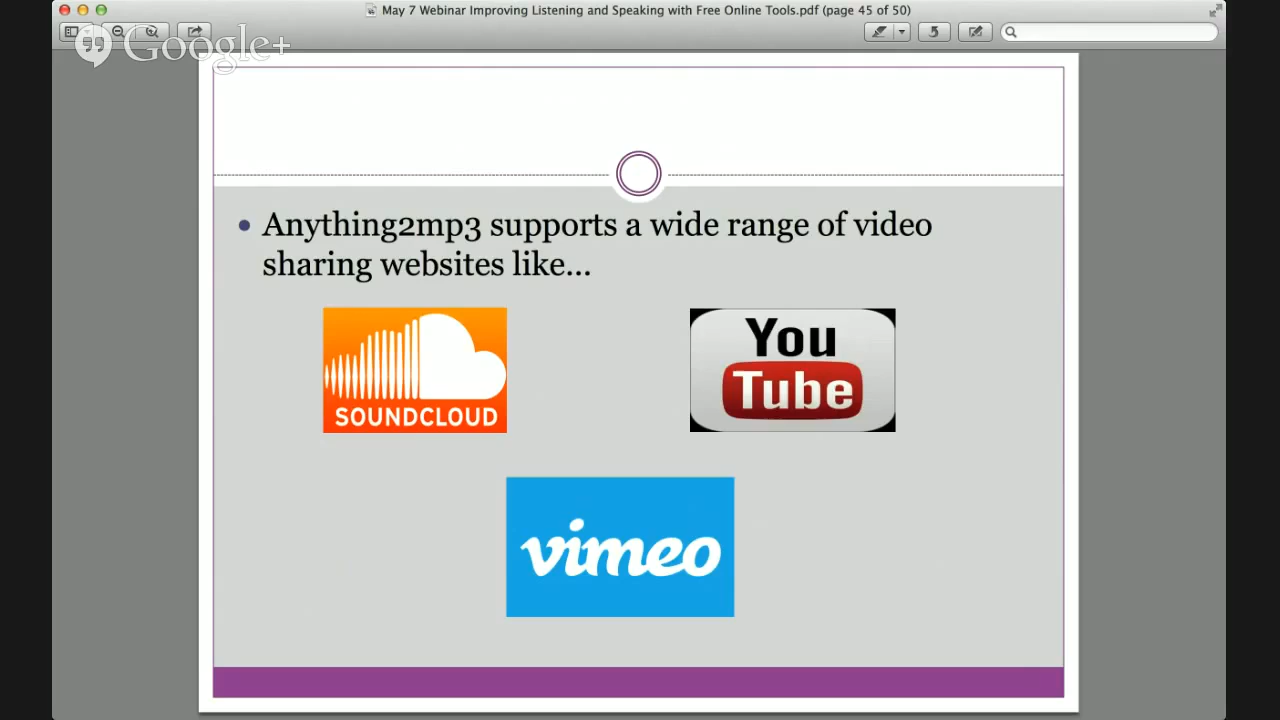 May 7 Webinar Improving Listening and Speaking with Free Online Tools.pdf (page 45 of 50)
Google+
• Anything2mp3 supports a wide range of video
sharing websites like...
SOUNDCLOUD
You
Tube
vimeo